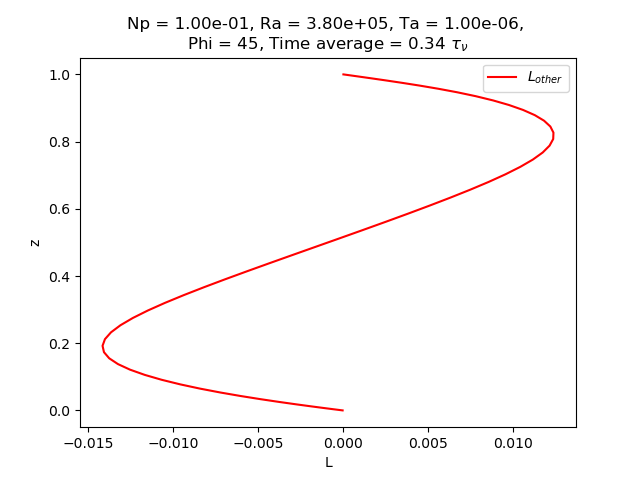 Np = 1.00e-01, Ra = 3.80e+05, Ta = 1.00e-06,
Phi = 45, Time average = 0.34 τν
L_other
1.0
0.8
0.6
0.4
0.2
0.0
z
−0.015 −0.010 −0.005 0.000 0.005 0.010
L